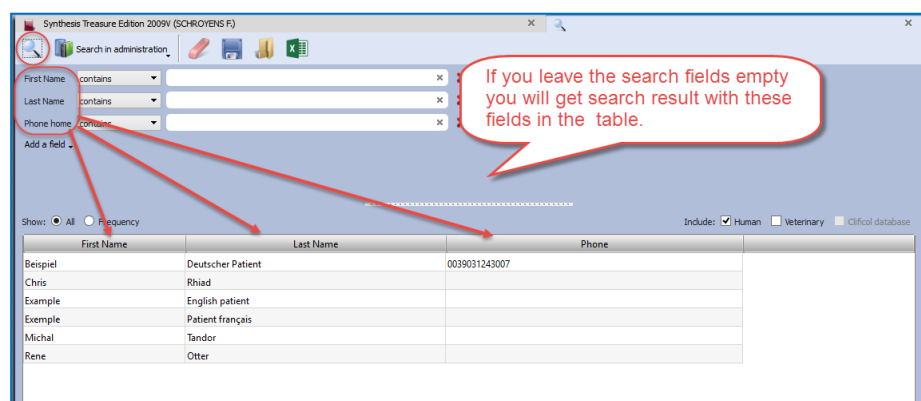 Synthesis Treasure Edition 2009V (SCHROYENS F.)
Search in administration
First Name contains
Last Name contains
Phone home contains
Add a field
If you leave the search fields empty
you will get search result with these
fields in the table.
Show: All Frequency Include: Human Veterinary Clificol database
First Name Last Name Phone
Beispiel Deutscher Patient 0039031243007
Chris Rhiad
Example English patient
Exemple Patient français
Michal Tandor
Rene Otter